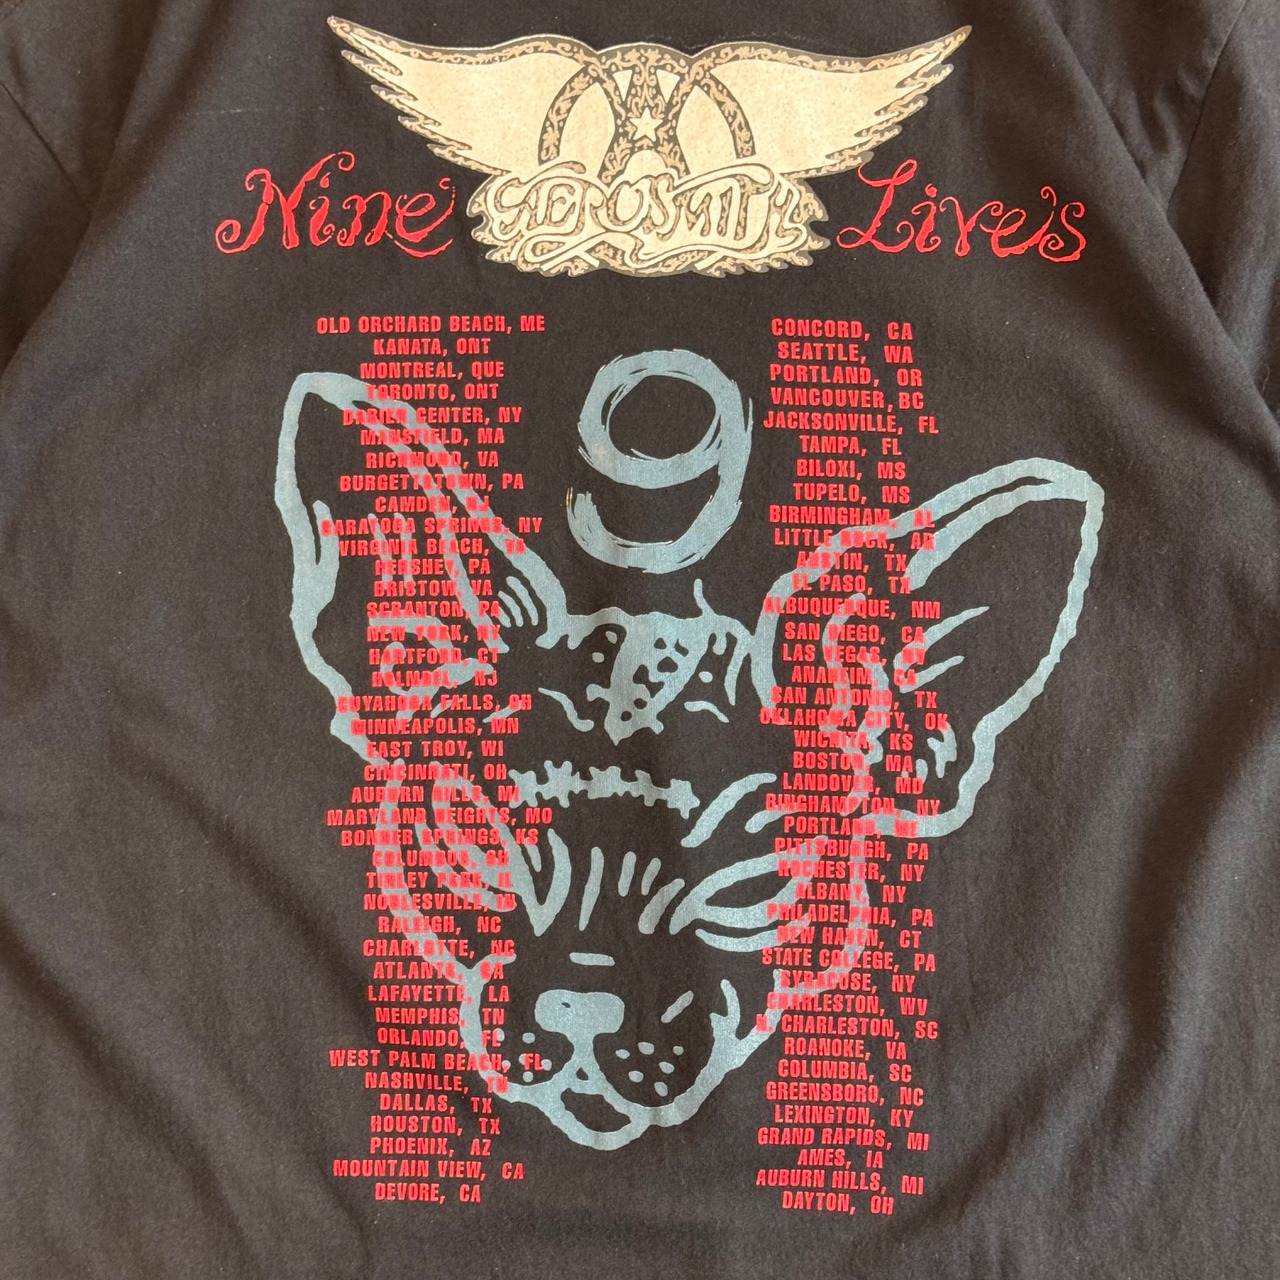 Nine AEROSMITH Lives
OLD ORCHARD BEACH, ME
KANATA, ONT
MONTREAL, QUE
TORONTO, ONT
DARIEN CENTER, NY
MANSFIELD, MA
RICHMOND, VA
BURGETTSTOWN, PA
CAMDEN, NJ
SARATOGA SPRINGS, NY
VIRGINIA BEACH, VA
HERSHEY, PA
BRISTOW, VA
SCRANTON, PA
NEW YORK, NY
HARTFORD, CT
HOLMDEL, NJ
CUYAHOGA FALLS, OH
MINNEAPOLIS, MN
EAST TROY, WI
CINCINNATI, OH
AUBURN HILLS, MI
MARYLAND HEIGHTS, MO
BONNER SPRINGS, KS
COLUMBUS, OH
TINLEY PARK, IL
NOBLESVILLE, IN
RALEIGH, NC
CHARLOTTE, NC
ATLANTA, GA
LAFAYETTE, LA
MEMPHIS, TN
ORLANDO, FL
WEST PALM BEACH, FL
NASHVILLE, TN
DALLAS, TX
HOUSTON, TX
PHOENIX, AZ
MOUNTAIN VIEW, CA
DEVORE, CA
9
CONCORD, CA
SEATTLE, WA
PORTLAND, OR
VANCOUVER, BC
JACKSONVILLE, FL
TAMPA, FL
BILOXI, MS
TUPELO, MS
BIRMINGHAM, AL
LITTLE ROCK, AR
AUSTIN, TX
EL PASO, TX
ALBUQUERQUE, NM
SAN DIEGO, CA
LAS VEGAS, NV
ANAHEIM, CA
SAN ANTONIO, TX
OKLAHOMA CITY, OK
WICHITA, KS
BOSTON, MA
LANDOVER, MD
BINGHAMPTON, NY
PORTLAND, ME
PITTSBURGH, PA
ROCHESTER, NY
ALBANY, NY
PHILADELPHIA, PA
NEW HAVEN, CT
STATE COLLEGE, PA
SYRACUSE, NY
CHARLESTON, WV
N. CHARLESTON, SC
ROANOKE, VA
COLUMBIA, SC
GREENSBORO, NC
LEXINGTON, KY
GRAND RAPIDS, MI
AMES, IA
AUBURN HILLS, MI
DAYTON, OH